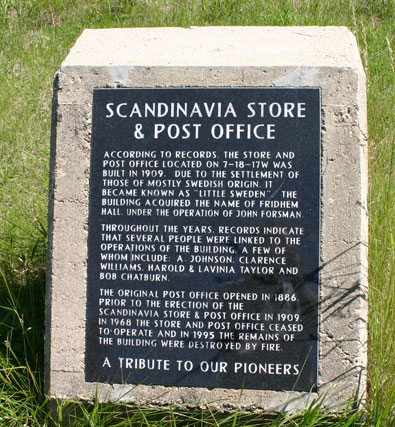 SCANDINAVIA STORE
& POST OFFICE
ACCORDING TO RECORDS, THE STORE AND
POST OFFICE LOCATED ON 7-18-17W WAS
BUILT IN 1909. DUE TO THE SETTLEMENT OF
THOSE OF MOSTLY SWEDISH ORIGIN, IT
BECAME KNOWN AS "LITTLE SWEDEN". THE
BUILDING ACQUIRED THE NAME OF FRIDHEM
HALL, UNDER THE OPERATION OF JOHN FORSMAN.
THROUGHOUT THE YEARS, RECORDS INDICATE
THAT SEVERAL PEOPLE WERE LINKED TO THE
OPERATIONS OF THE BUILDING. A FEW OF
WHOM INCLUDE: A. JOHNSON, CLARENCE
WILLIAMS, HAROLD & LAVINIA TAYLOR AND
BOB CHATBURN.
THE ORIGINAL POST OFFICE OPENED IN 1886,
PRIOR TO THE ERECTION OF THE
SCANDINAVIA STORE & POST OFFICE IN 1909.
IN 1968 THE STORE AND POST OFFICE CEASED
TO OPERATE AND IN 1995 THE REMAINS OF
THE BUILDING WERE DESTROYED BY FIRE.
A TRIBUTE TO OUR PIONEERS